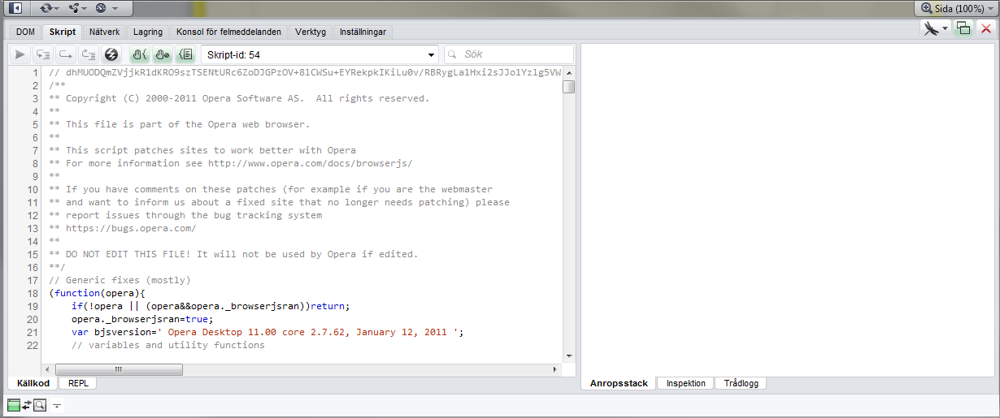 Sida (100%)
DOM Skript Nätverk Lagring Konsol för felmeddelanden Verktyg Inställningar
Skript-id: 54 Sök
1 // dhMUODQmZVjjkR1dKRO9szTSENtURc6ZoDJGPzOV+8lCWSu+EYRekpkIKiLu0v/RBRygLa1Hxi2sJJo1Yzlg5VW
2 /**
3 ** Copyright (C) 2000-2011 Opera Software AS.  All rights reserved.
4 **
5 ** This file is part of the Opera web browser.
6 **
7 ** This script patches sites to work better with Opera
8 ** For more information see http://www.opera.com/docs/browserjs/
9 **
10 ** If you have comments on these patches (for example if you are the webmaster
11 ** and want to inform us about a fixed site that no longer needs patching) please
12 ** report issues through the bug tracking system
13 ** https://bugs.opera.com/
14 **
15 ** DO NOT EDIT THIS FILE! It will not be used by Opera if edited.
16 **/
17 // Generic fixes (mostly)
18 (function(opera){
19 if(!opera || (opera&&opera._browserjsran))return;
20 opera._browserjsran=true;
21 var bjsversion=' Opera Desktop 11.00 core 2.7.62, January 12, 2011 ';
22 // variables and utility functions
Källkod REPL
Anropsstack Inspektion Trådlogg